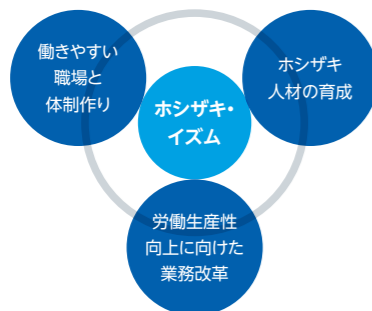 働きやすい
職場と
体制作り
ホシザキ・
イズム
ホシザキ
人材の育成
労働生産性
向上に向けた
業務改革